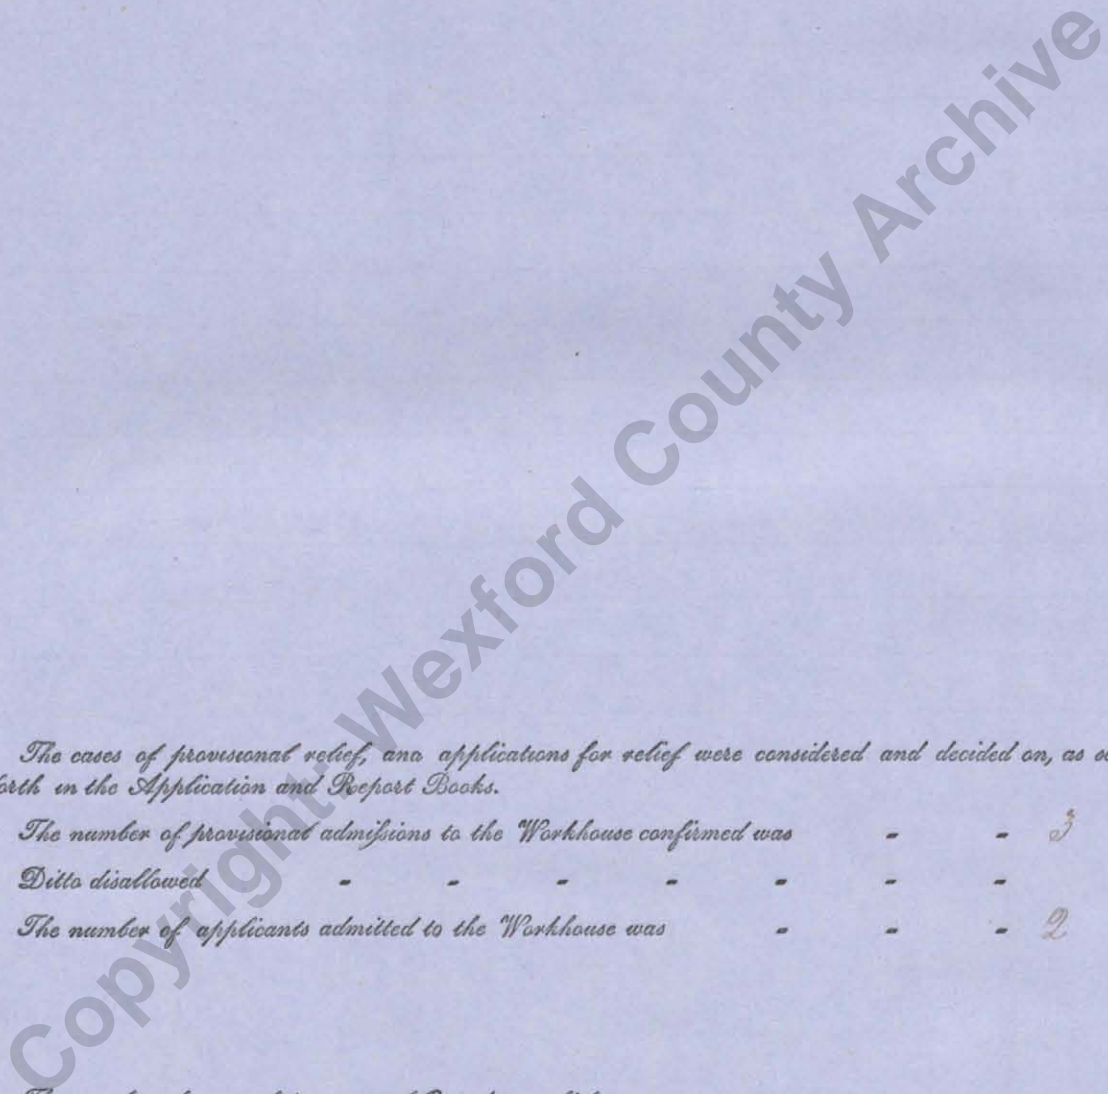 The cases of provisional relief, and applications for relief were considered and decided on, as
forth in the Application and Report Books.
The number of provisional admissions to the Workhouse confirmed was - - 3
Ditto disallowed - - - - - - -
The number of applicants admitted to the Workhouse was - - - 2
Copyright: Wexford County Archive